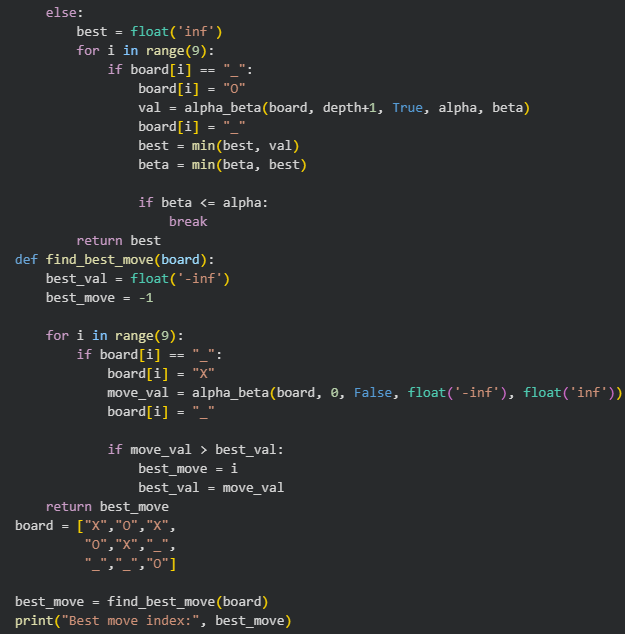 else:
        best = float('inf')
        for i in range(9):
            if board[i] == "_":
                board[i] = "O"
                val = alpha_beta(board, depth+1, True, alpha, beta)
                board[i] = "_"
                best = min(best, val)
                beta = min(beta, best)

                if beta <= alpha:
                    break
        return best
def find_best_move(board):
    best_val = float('-inf')
    best_move = -1

    for i in range(9):
        if board[i] == "_":
            board[i] = "X"
            move_val = alpha_beta(board, 0, False, float('-inf'), float('inf'))
            board[i] = "_"

            if move_val > best_val:
                best_move = i
                best_val = move_val
    return best_move
board = ["X","O","X",
         "O","X","_",
         "_","_","O"]

best_move = find_best_move(board)
print("Best move index:", best_move)